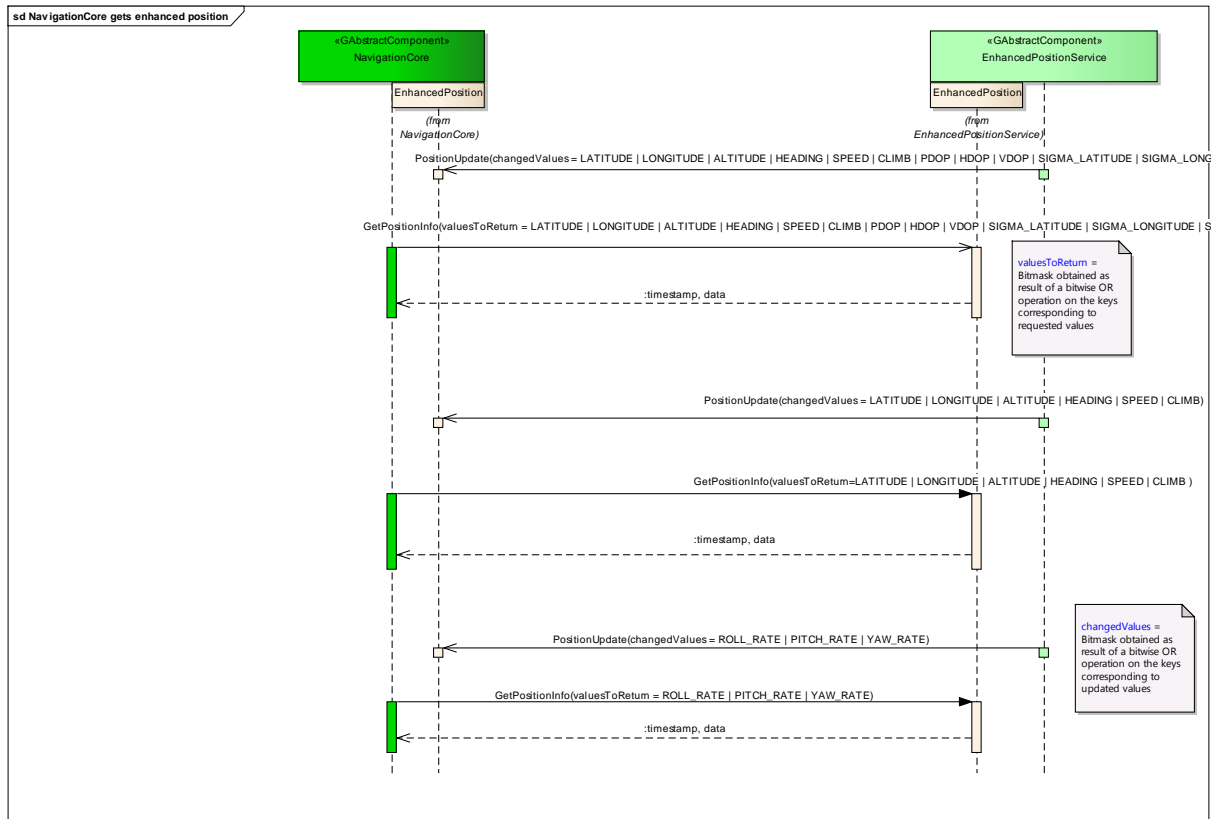 sd NavigationCore gets enhanced position
«GAbstractComponent»
NavigationCore
«GAbstractComponent»
EnhancedPositionService
EnhancedPosition
EnhancedPosition
(from
NavigationCore)
(from
EnhancedPositionService)
PositionUpdate(changedValues = LATITUDE | LONGITUDE | ALTITUDE | HEADING | SPEED | CLIMB | PDOP | HDOP | VDOP | SIGMA_LATITUDE | SIGMA_LONG
GetPositionInfo(valuesToReturn = LATITUDE | LONGITUDE | ALTITUDE | HEADING | SPEED | CLIMB | PDOP | HDOP | VDOP | SIGMA_LATITUDE | SIGMA_LONGITUDE | S
valuesToReturn =
Bitmask obtained as
result of a bitwise OR
operation on the keys
corresponding to
requested values
:timestamp, data
PositionUpdate(changedValues = LATITUDE | LONGITUDE | ALTITUDE | HEADING | SPEED | CLIMB)
GetPositionInfo(valuesToReturn=LATITUDE | LONGITUDE | ALTITUDE | HEADING | SPEED | CLIMB )
:timestamp, data
changedValues =
Bitmask obtained as
result of a bitwise OR
operation on the keys
corresponding to
updated values
PositionUpdate(changedValues = ROLL_RATE | PITCH_RATE | YAW_RATE)
GetPositionInfo(valuesToReturn = ROLL_RATE | PITCH_RATE | YAW_RATE)
:timestamp, data